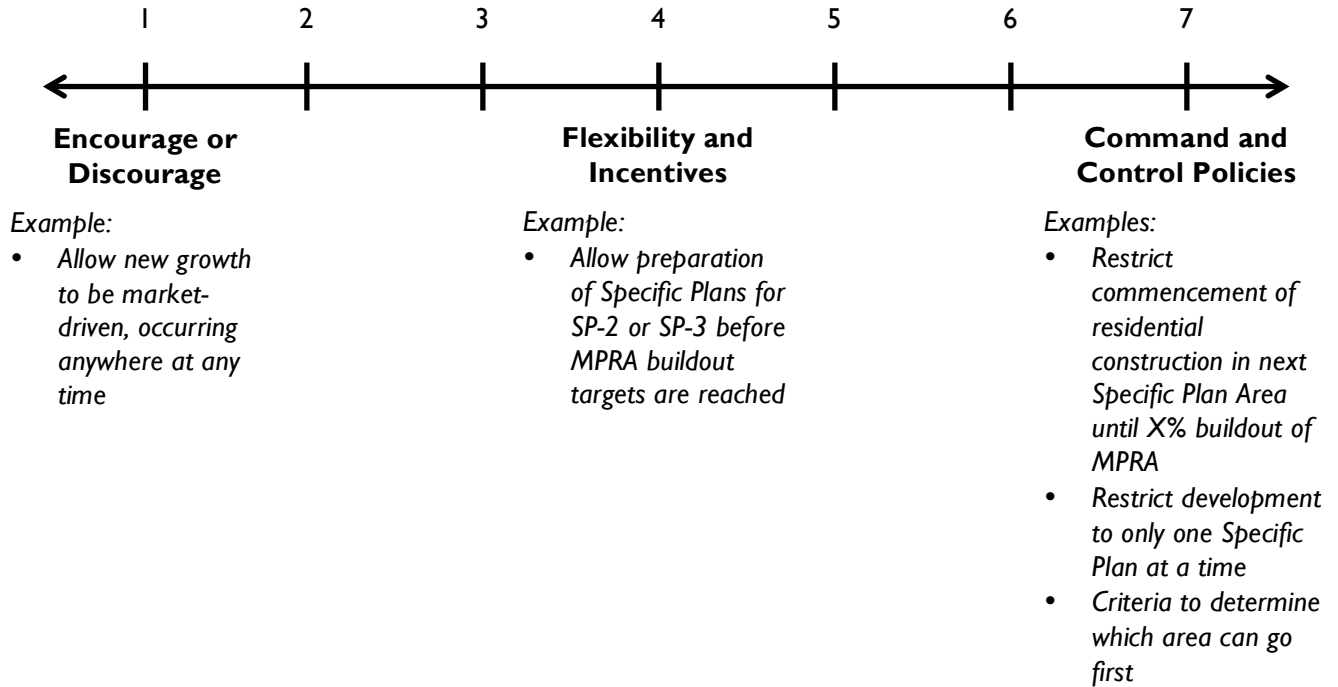 1 2 3 4 5 6 7
Encourage or
Discourage
Example:
• Allow new growth
to be market-
driven, occurring
anywhere at any
time
Flexibility and
Incentives
Example:
• Allow preparation
of Specific Plans for
SP-2 or SP-3 before
MPRA buildout
targets are reached
Command and
Control Policies
Examples:
• Restrict
commencement of
residential
construction in next
Specific Plan Area
until X% buildout of
MPRA
• Restrict development
to only one Specific
Plan at a time
• Criteria to determine
which area can go
first